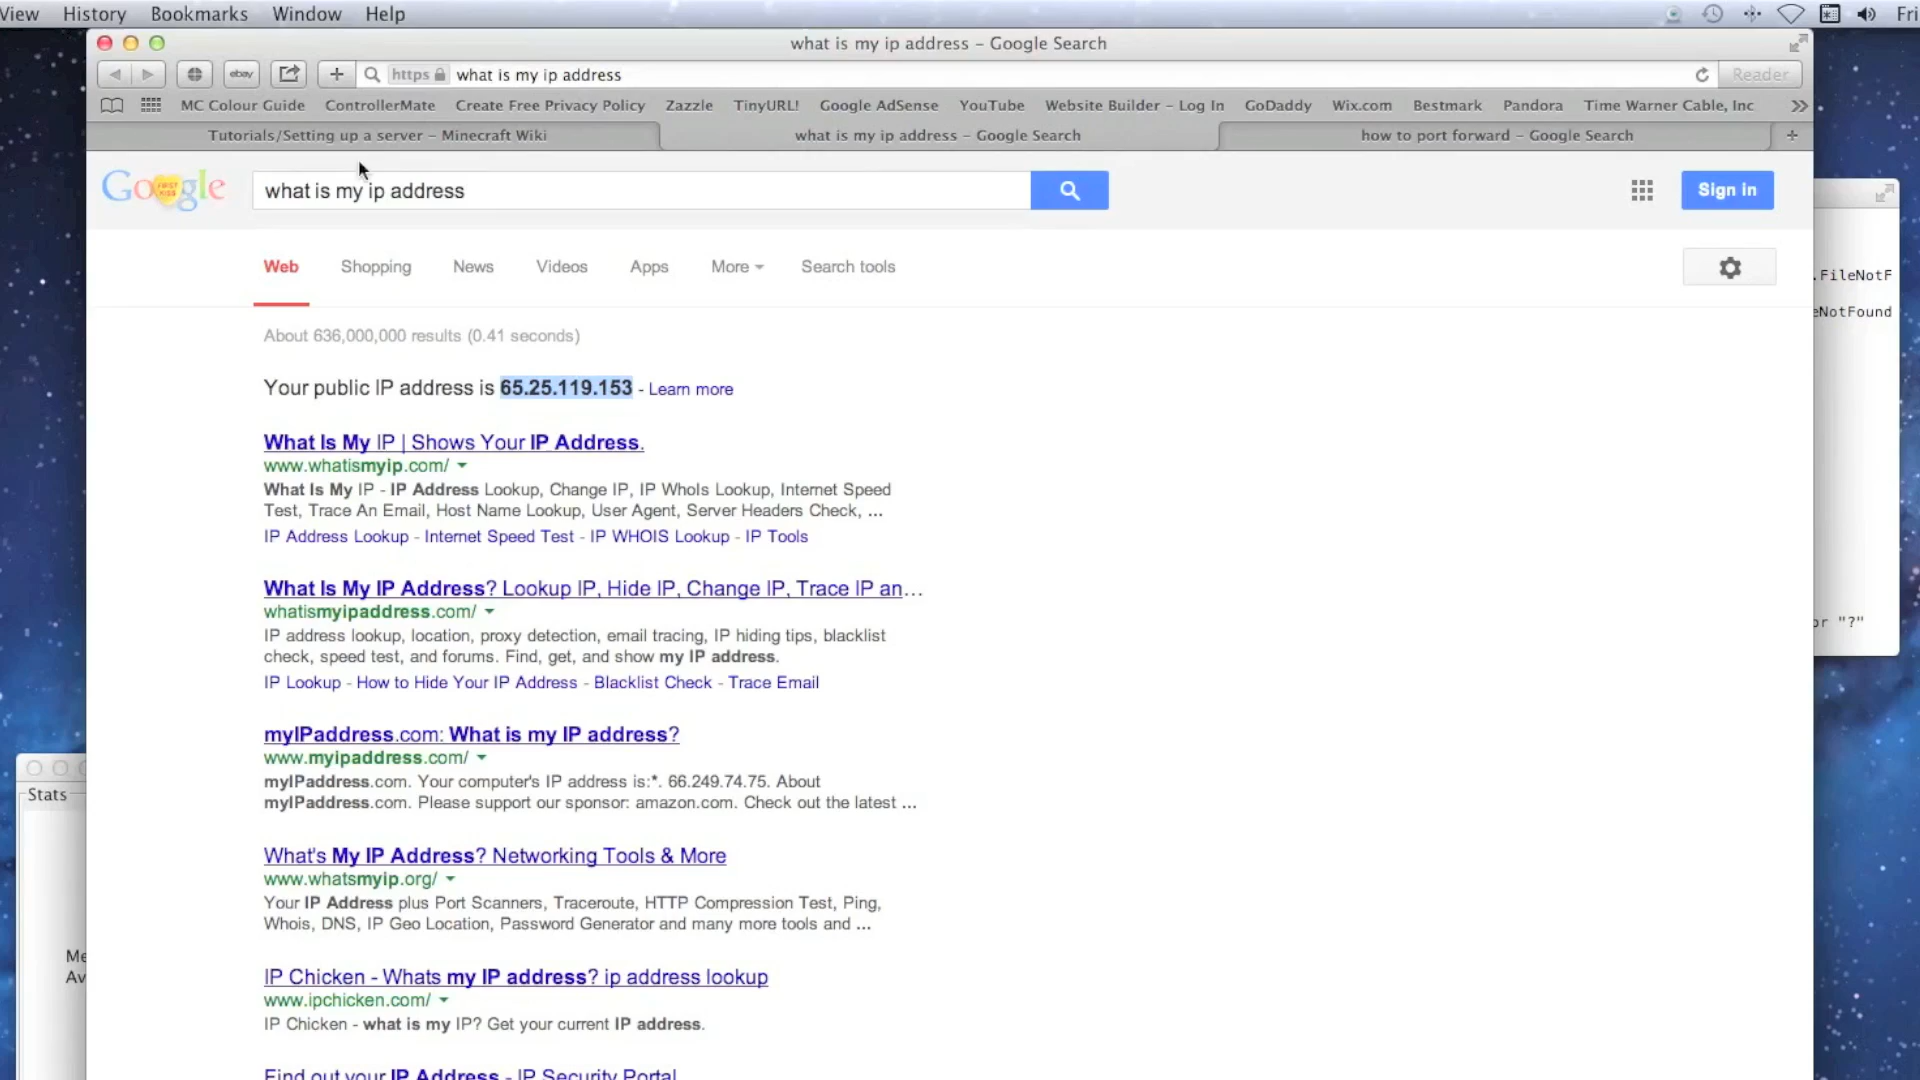 View History Bookmarks Window Help Fri
what is my ip address – Google Search
ebay https what is my ip address Reader
MC Colour Guide ControllerMate Create Free Privacy Policy Zazzle TinyURL! Google AdSense YouTube Website Builder – Log In GoDaddy Wix.com Bestmark Pandora Time Warner Cable, Inc
Tutorials/Setting up a server – Minecraft Wiki what is my ip address – Google Search how to port forward – Google Search
Google what is my ip address Sign in
Web Shopping News Videos Apps More Search tools
.FileNotF
eNotFound
About 636,000,000 results (0.41 seconds)
Your public IP address is 65.25.119.153 - Learn more
What Is My IP | Shows Your IP Address.
www.whatismyip.com/
What Is My IP - IP Address Lookup, Change IP, IP WhoIs Lookup, Internet Speed
Test, Trace An Email, Host Name Lookup, User Agent, Server Headers Check, ...
IP Address Lookup - Internet Speed Test - IP WHOIS Lookup - IP Tools
What Is My IP Address? Lookup IP, Hide IP, Change IP, Trace IP an...
whatismyipaddress.com/
or "?"
IP address lookup, location, proxy detection, email tracing, IP hiding tips, blacklist
check, speed test, and forums. Find, get, and show my IP address.
IP Lookup - How to Hide Your IP Address - Blacklist Check - Trace Email
myIPaddress.com: What is my IP address?
www.myipaddress.com/
myIPaddress.com. Your computer's IP address is:*. 66.249.74.75. About
myIPaddress.com. Please support our sponsor: amazon.com. Check out the latest ...
Stats
What's My IP Address? Networking Tools & More
www.whatsmyip.org/
Your IP Address plus Port Scanners, Traceroute, HTTP Compression Test, Ping,
Whois, DNS, IP Geo Location, Password Generator and many more tools and ...
Me
Av
IP Chicken - Whats my IP address? ip address lookup
www.ipchicken.com/
IP Chicken - what is my IP? Get your current IP address.
Find out your IP Address - IP Security Portal